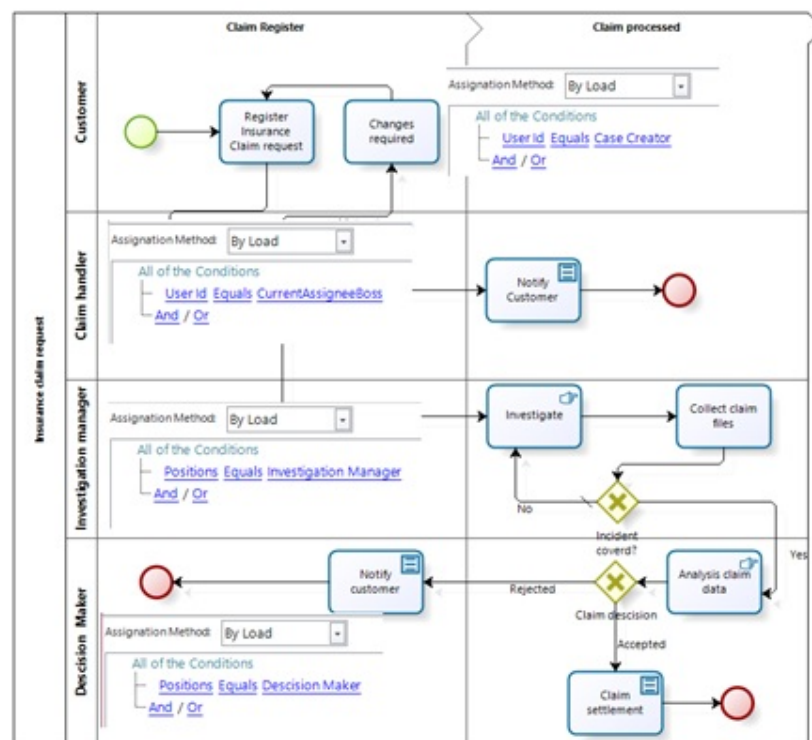 Claim Register
Claim processed
Insurance claim request
Customer
Register
Insurance
Claim request
Changes
required
Assignation Method: By Load
All of the Conditions
User Id Equals Case Creator
And / Or
Claim handler
Assignation Method: By Load
All of the Conditions
User Id Equals CurrentAssigneeBoss
And / Or
Notify
Customer
Investigation manager
Assignation Method: By Load
All of the Conditions
Positions Equals Investigation Manager
And / Or
Investigate
Collect claim
files
No
Incident
coverd?
Yes
Descision Maker
Notify
customer
Rejected
Claim descision
Analysis claim
data
Accepted
Assignation Method: By Load
All of the Conditions
Positions Equals Descision Maker
And / Or
Claim
settlement